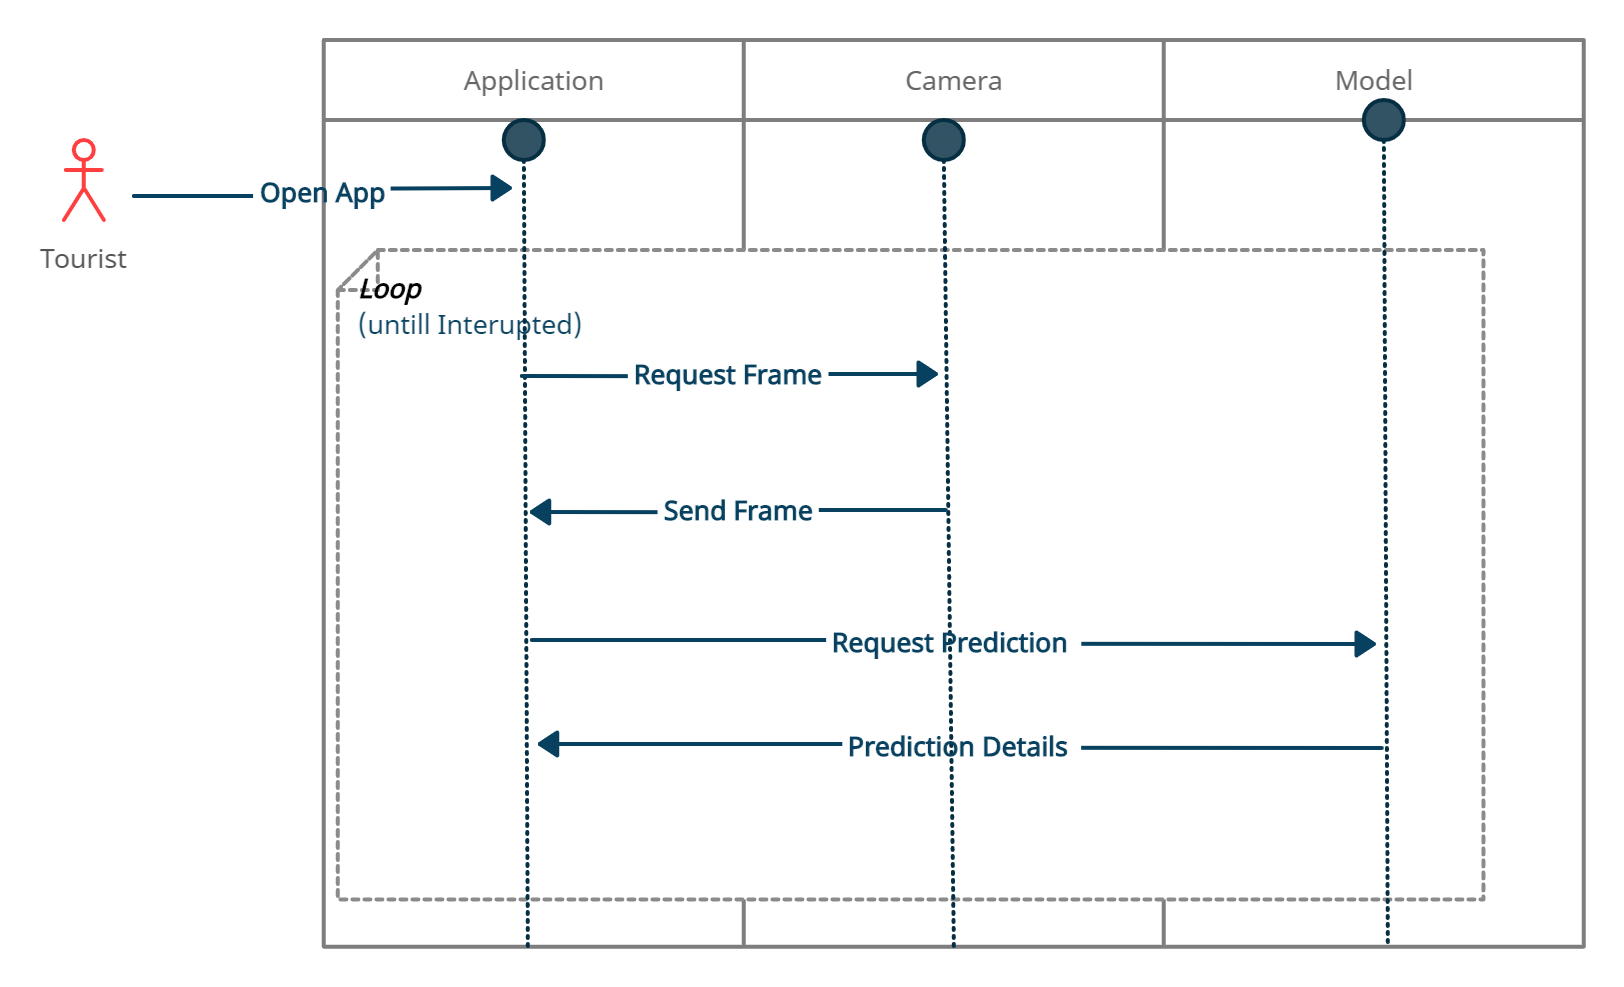 Application
Camera
Model
Open App
Tourist
Loop
(untill Interupted)
Request Frame
Send Frame
Request Prediction
Prediction Details